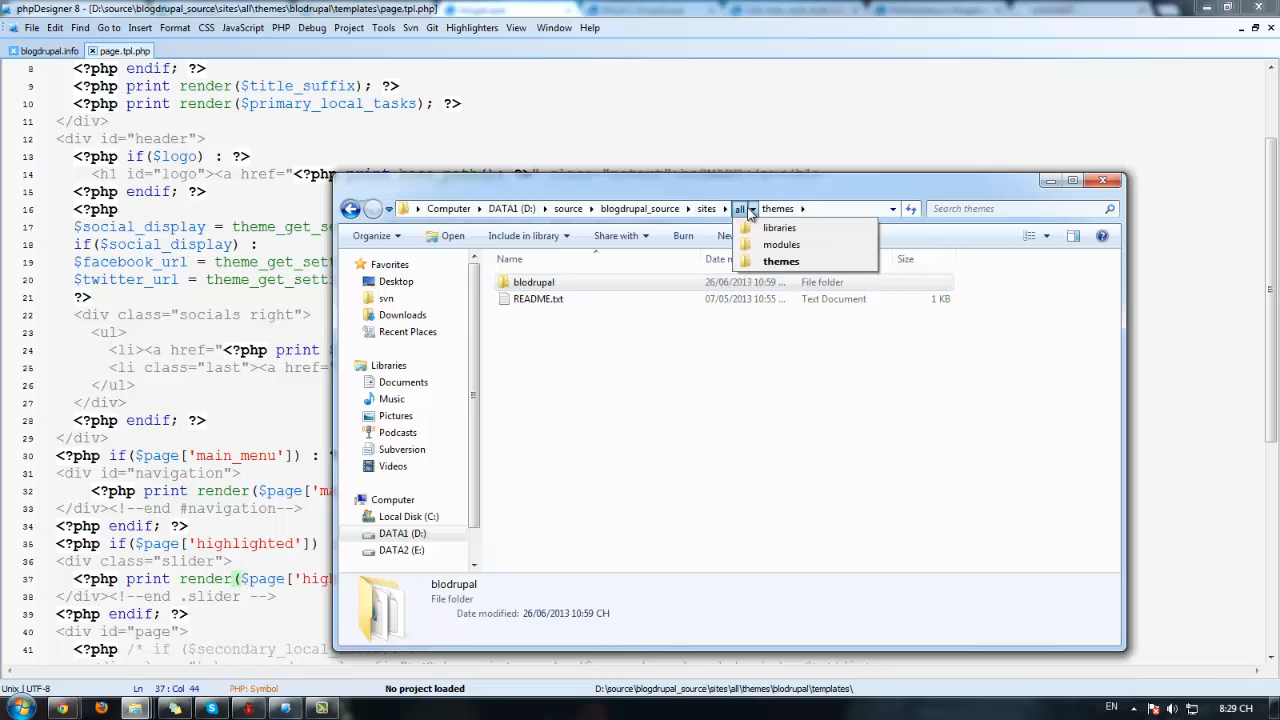 phpDesigner 8 - [D:\source\blogdrupal_source\sites\all\themes\blodrupal\templates\page.tpl.php]
File Edit Find Go to Insert Format CSS JavaScript PHP Debug Project Tools Svn Git Highlighters View Window Help
blogdrupal.info page.tpl.php
8 <?php endif; ?>
9 <?php print render($title_suffix); ?>
10 <?php print render($primary_local_tasks); ?>
11 </div>
12 <div id="header">
13 <?php if($logo) : ?>
14 <h1 id="logo"><a href="<?php
15 <?php endif; ?>
16 <?php
17 $social_display = theme_get_set
18 if($social_display) :
19 $facebook_url = theme_get_setti
20 $twitter_url = theme_get_settin
21 ?>
22 <div class="socials right">
23 <ul>
24 <li><a href="<?php print $
25 <li class="last"><a href=
26 </ul>
27 </div>
28 <?php endif; ?>
29 </div>
30 <?php if($page['main_menu']) : ?
31 <div id="navigation">
32 <?php print render($page['ma
33 </div><!--end #navigation-->
34 <?php endif; ?>
35 <?php if($page['highlighted'])
36 <div class="slider">
37 <?php print render($page['hig
38 </div><!--end .slider -->
39 <?php endif; ?>
40 <div id="page">
41 <?php /* if ($secondary_local
Computer DATA1 (D:) source blogdrupal_source sites all themes
Search themes
Organize Open Include in library Share with Burn
libraries
modules
themes
Name Size
blodrupal 26/06/2013 10:59 ... File folder
README.txt 07/05/2013 10:55 ... Text Document 1 KB
Favorites
Desktop
svn
Downloads
Recent Places
Libraries
Documents
Music
Pictures
Podcasts
Subversion
Videos
Computer
Local Disk (C:)
DATA1 (D:)
DATA2 (E:)
blodrupal
File folder
Date modified: 26/06/2013 10:59 CH
Unix \ UTF-8 Ln 37 : Col 44 PHP: Symbol No project loaded D:\source\blogdrupal_source\sites\all\themes\blodrupal\templates\
EN 8:29 CH